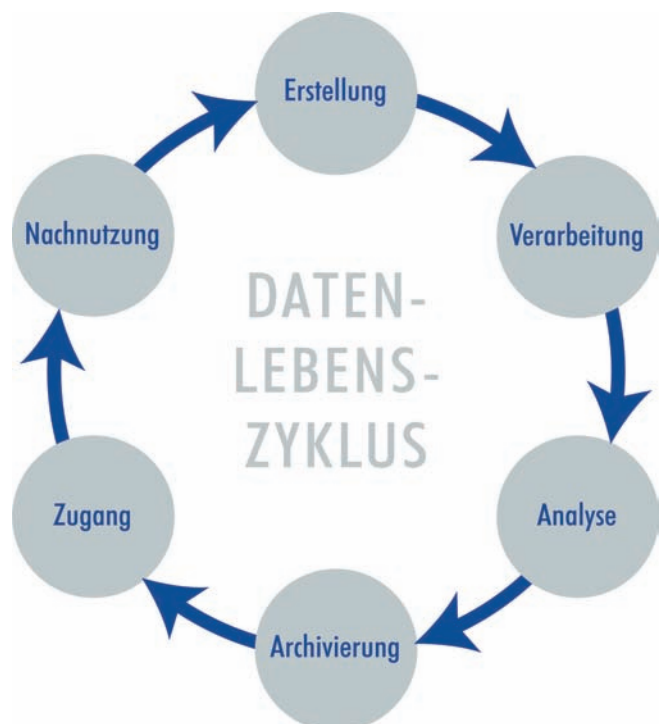 Erstellung
Verarbeitung
Analyse
Archivierung
Zugang
Nachnutzung
DATEN-
LEBENS-
ZYKLUS